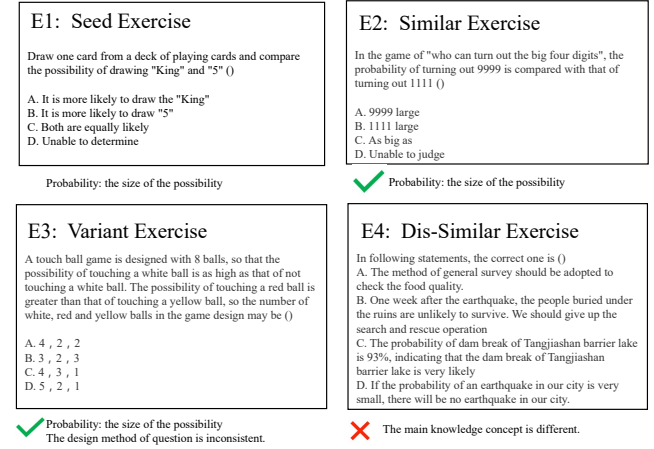 E1: Seed Exercise
Draw one card from a deck of playing cards and compare
the possibility of drawing "King" and "5" ()
A. It is more likely to draw the "King"
B. It is more likely to draw "5"
C. Both are equally likely
D. Unable to determine
Probability: the size of the possibility
E2: Similar Exercise
In the game of "who can turn out the big four digits", the
probability of turning out 9999 is compared with that of
turning out 1111 ()
A. 9999 large
B. 1111 large
C. As big as
D. Unable to judge
Probability: the size of the possibility
E3: Variant Exercise
A touch ball game is designed with 8 balls, so that the
possibility of touching a white ball is as high as that of not
touching a white ball. The possibility of touching a red ball is
greater than that of touching a yellow ball, so the number of
white, red and yellow balls in the game design may be ()
A. 4 , 2 , 2
B. 3 , 2 , 3
C. 4 , 3 , 1
D. 5 , 2 , 1
Probability: the size of the possibility
The design method of question is inconsistent.
E4: Dis-Similar Exercise
In following statements, the correct one is ()
A. The method of general survey should be adopted to
check the food quality.
B. One week after the earthquake, the people buried under
the ruins are unlikely to survive. We should give up the
search and rescue operation
C. The probability of dam break of Tangjiashan barrier lake
is 93%, indicating that the dam break of Tangjiashan
barrier lake is very likely
D. If the probability of an earthquake in our city is very
small, there will be no earthquake in our city.
The main knowledge concept is different.